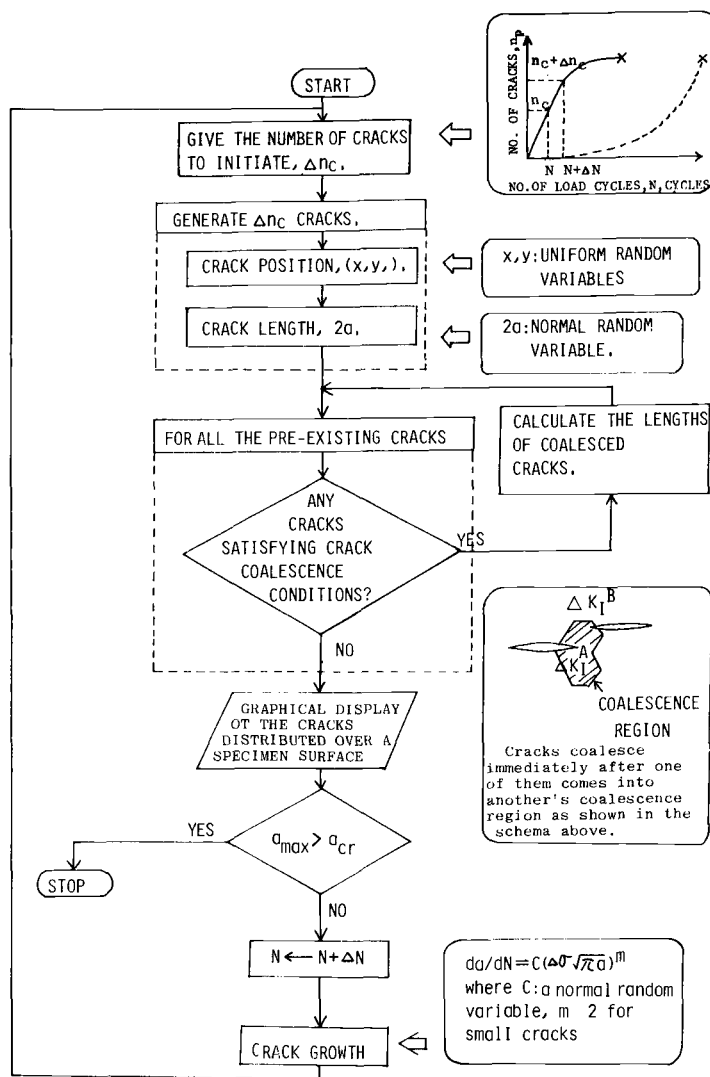 START
GIVE THE NUMBER OF CRACKS
TO INITIATE, Δnc.
NO. OF CRACKS, np
nc+Δnc
nc
N N+ΔN
NO.OF LOAD CYCLES,N,CYCLES
GENERATE Δnc CRACKS.
CRACK POSITION,(x,y,).
x,y:UNIFORM RANDOM
VARIABLES
CRACK LENGTH, 2a.
2a:NORMAL RANDOM
VARIABLE.
FOR ALL THE PRE-EXISTING CRACKS
CALCULATE THE LENGTHS
OF COALESCED
CRACKS.
ANY
CRACKS
SATISFYING CRACK
COALESCENCE
CONDITIONS?
YES
NO
Δ KI B
A
ΔKI
COALESCENCE
REGION
Cracks coalesce
immediately after one
of them comes into
another's coalescence
region as shown in the
schema above.
GRAPHICAL DISPLAY
OT THE CRACKS
DISTRIBUTED OVER A
SPECIMEN SURFACE
amax > acr
YES
STOP
NO
N ← N+ΔN
da/dN=C(Δσ√πa)m
where C:a normal random
variable, m 2 for
small cracks
CRACK GROWTH